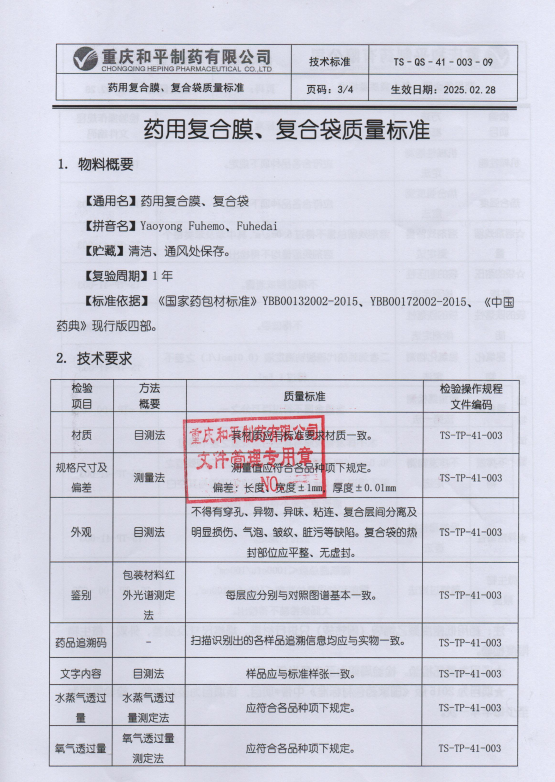 重庆和平制药有限公司
CHONGQING HEPING PHARMACEUTICAL CO.,LTD
技术标准
TS-QS-41-003-09
药用复合膜、复合袋质量标准
页码：3/4
生效日期：2025.02.28
药用复合膜、复合袋质量标准
1. 物料概要
【通用名】药用复合膜、复合袋
【拼音名】Yaoyong Fuhemo、Fuhedai
【贮藏】清洁、通风处保存。
【复验周期】1 年
【标准依据】《国家药包材标准》YBB00132002-2015、YBB00172002-2015、《中国
药典》现行版四部。
2. 技术要求
检验
项目
方法
概要
质量标准
检验操作规程
文件编码
材质
目测法
其材质应与标准要求材质一致。
TS-TP-41-003
规格尺寸及
偏差
测量法
测量值应符合各品种项下规定。
偏差：长度、宽度±1mm，厚度±0.01mm
TS-TP-41-003
重庆和平制药有限公司
文件管理专用章
NO.
外观
目测法
不得有穿孔、异物、异味、粘连、复合层间分离及
明显损伤、气泡、皱纹、脏污等缺陷。复合袋的热
封部位应平整、无虚封。
TS-TP-41-003
鉴别
包装材料红
外光谱测定
法
每层应分别与对照图谱基本一致。
TS-TP-41-003
药品追溯码
-
扫描识别出的各样品追溯信息均应与实物一致。
TS-TP-41-003
文字内容
目测法
样品应与标准样张一致。
TS-TP-41-003
水蒸气透过
量
水蒸气透过
量测定法
应符合各品种项下规定。
TS-TP-41-003
氧气透过量
氧气透过量
测定法
应符合各品种项下规定。
TS-TP-41-003